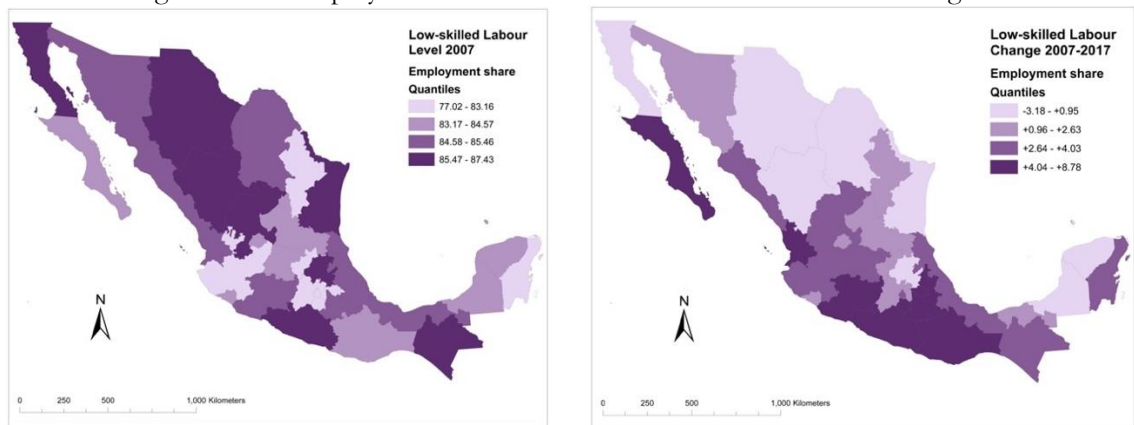 Low-skilled Labour
Level 2007
Employment share
Quantiles
77.02 - 83.16
83.17 - 84.57
84.58 - 85.46
85.47 - 87.43
N
0 250 500 1,000 Kilometers
Low-skilled Labour
Change 2007-2017
Employment share
Quantiles
-3.18 - +0.95
+0.96 - +2.63
+2.64 - +4.03
+4.04 - +8.78
N
0 250 500 1,000 Kilometers